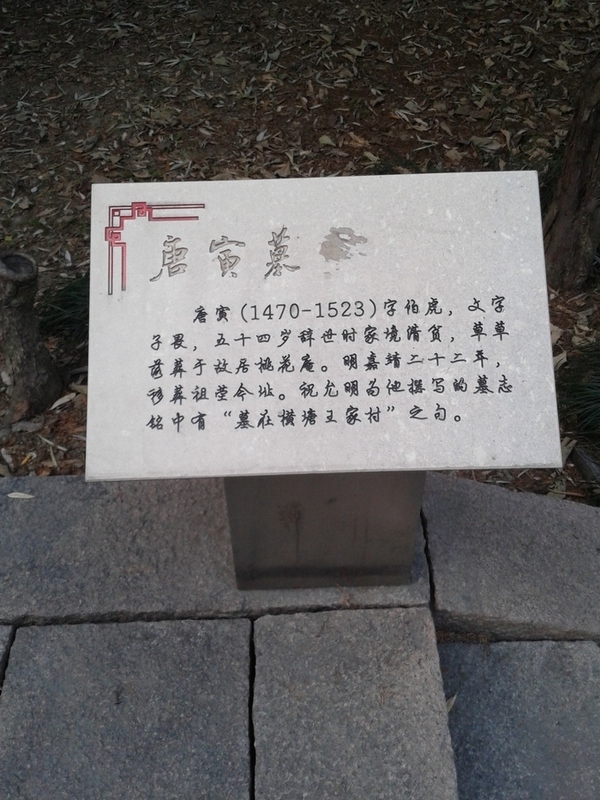 唐寅墓
唐寅(1470-1523)字伯虎，文字
子畏，五十四岁辞世时家境清贫，草草
落葬于故居桃花庵。明嘉靖二十二年，
移葬祖茔今址。祝允明为他撰写的墓志
铭中有“墓在横塘王家村”之句。